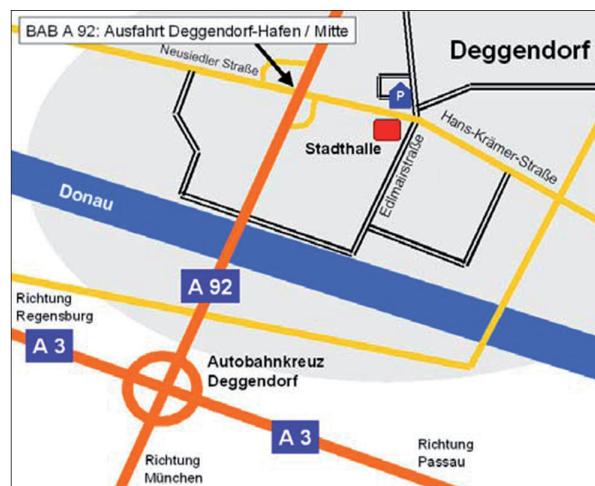 BAB A 92: Ausfahrt Deggendorf-Hafen / Mitte
Neusiedler Straße
Deggendorf
P
Stadthalle
Hans-Krämer-Straße
Edlmairstraße
Donau
A 92
Richtung
Regensburg
A 3
Autobahnkreuz
Deggendorf
A 3
Richtung
Passau
Richtung
München